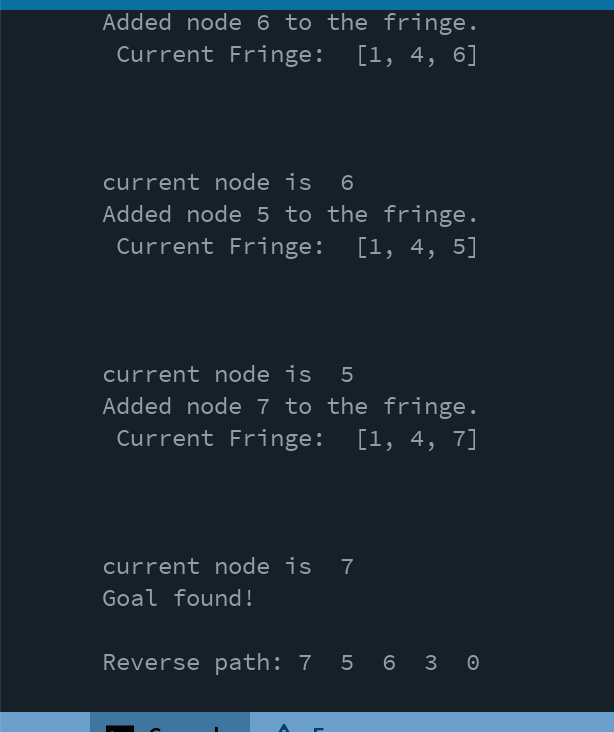 Added node 6 to the fringe.
Current Fringe:  [1, 4, 6]
current node is  6
Added node 5 to the fringe.
Current Fringe:  [1, 4, 5]
current node is  5
Added node 7 to the fringe.
Current Fringe:  [1, 4, 7]
current node is  7
Goal found!
Reverse path: 7  5  6  3  0